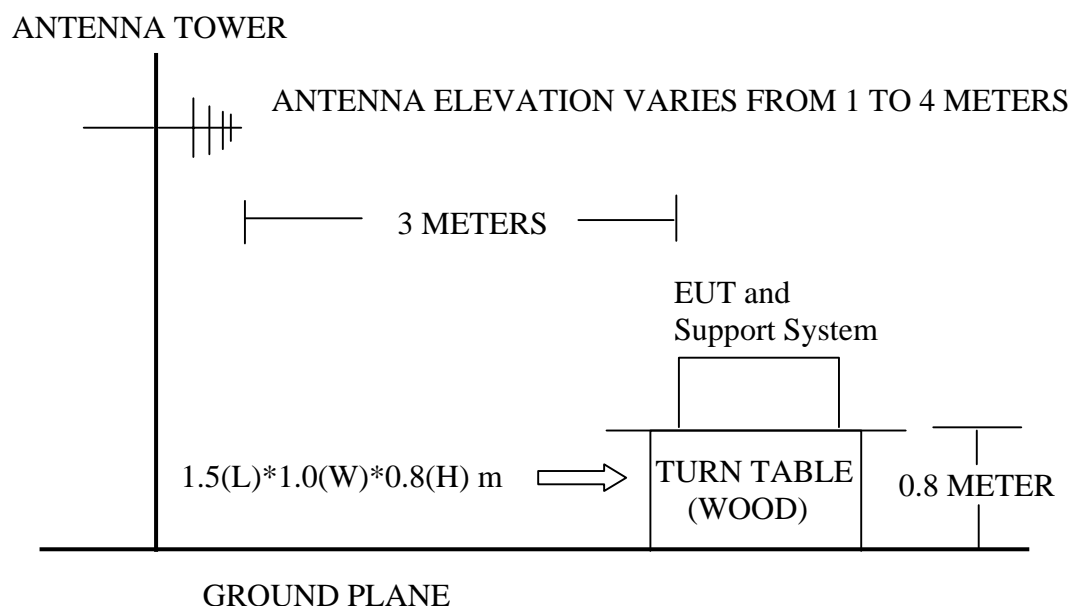 ANTENNA TOWER
ANTENNA ELEVATION VARIES FROM 1 TO 4 METERS
3 METERS
EUT and
Support System
1.5(L)*1.0(W)*0.8(H) m
TURN TABLE
(WOOD)
0.8 METER
GROUND PLANE